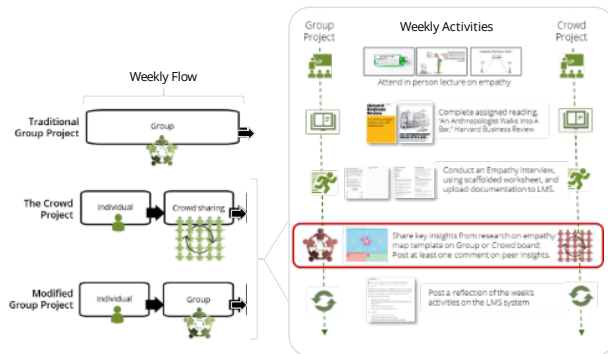 Weekly Flow
Traditional
Group Project
Group
The Crowd
Project
Individual
Crowd sharing
Modified
Group Project
Individual
Group
Group
Project
Weekly Activities
Crowd
Project
Attend in person lecture on empathy
Complete assigned reading,
"An Anthropologist Walks into A
Bar," Harvard Business Review
Conduct an Empathy Interview,
using scaffolded worksheet, and
upload documentation to LMS.
Share key insights from research on empathy
map template on Group or Crowd board;
Post at least one comment on peer insights.
Post a reflection of the week's
activities on the LMS system